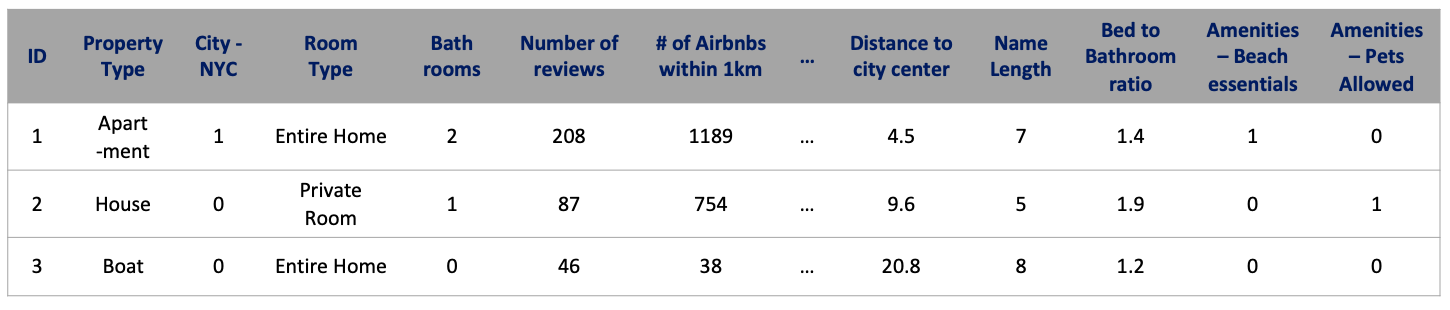 ID Property Type City - NYC Room Type Bath rooms Number of reviews # of Airbnbs within 1km ... Distance to city center Name Length Bed to Bathroom ratio Amenities – Beach essentials Amenities – Pets Allowed
1 Apart -ment 1 Entire Home 2 208 1189 ... 4.5 7 1.4 1 0
2 House 0 Private Room 1 87 754 ... 9.6 5 1.9 0 1
3 Boat 0 Entire Home 0 46 38 ... 20.8 8 1.2 0 0